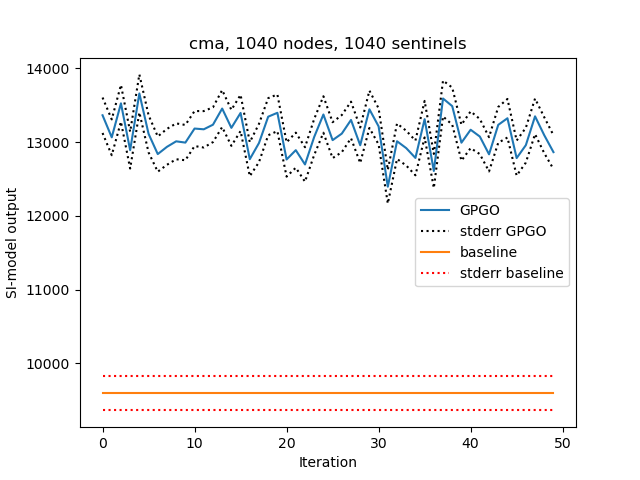 cma, 1040 nodes, 1040 sentinels
SI-model output
14000
13000
12000
11000
10000
GPGO
stderr GPGO
baseline
stderr baseline
0 10 20 30 40 50
Iteration